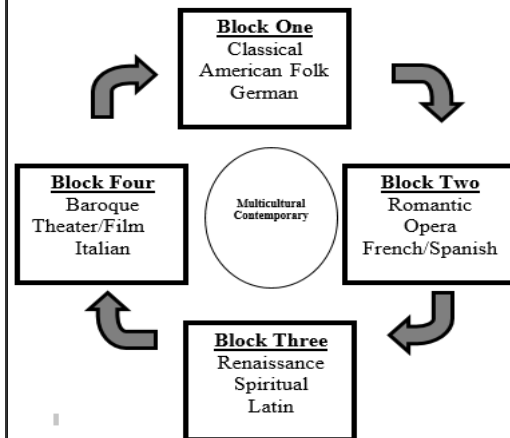 Block One
Classical
American Folk
German
Block Two
Romantic
Opera
French/Spanish
Block Three
Renaissance
Spiritual
Latin
Block Four
Baroque
Theater/Film
Italian
Multicultural
Contemporary